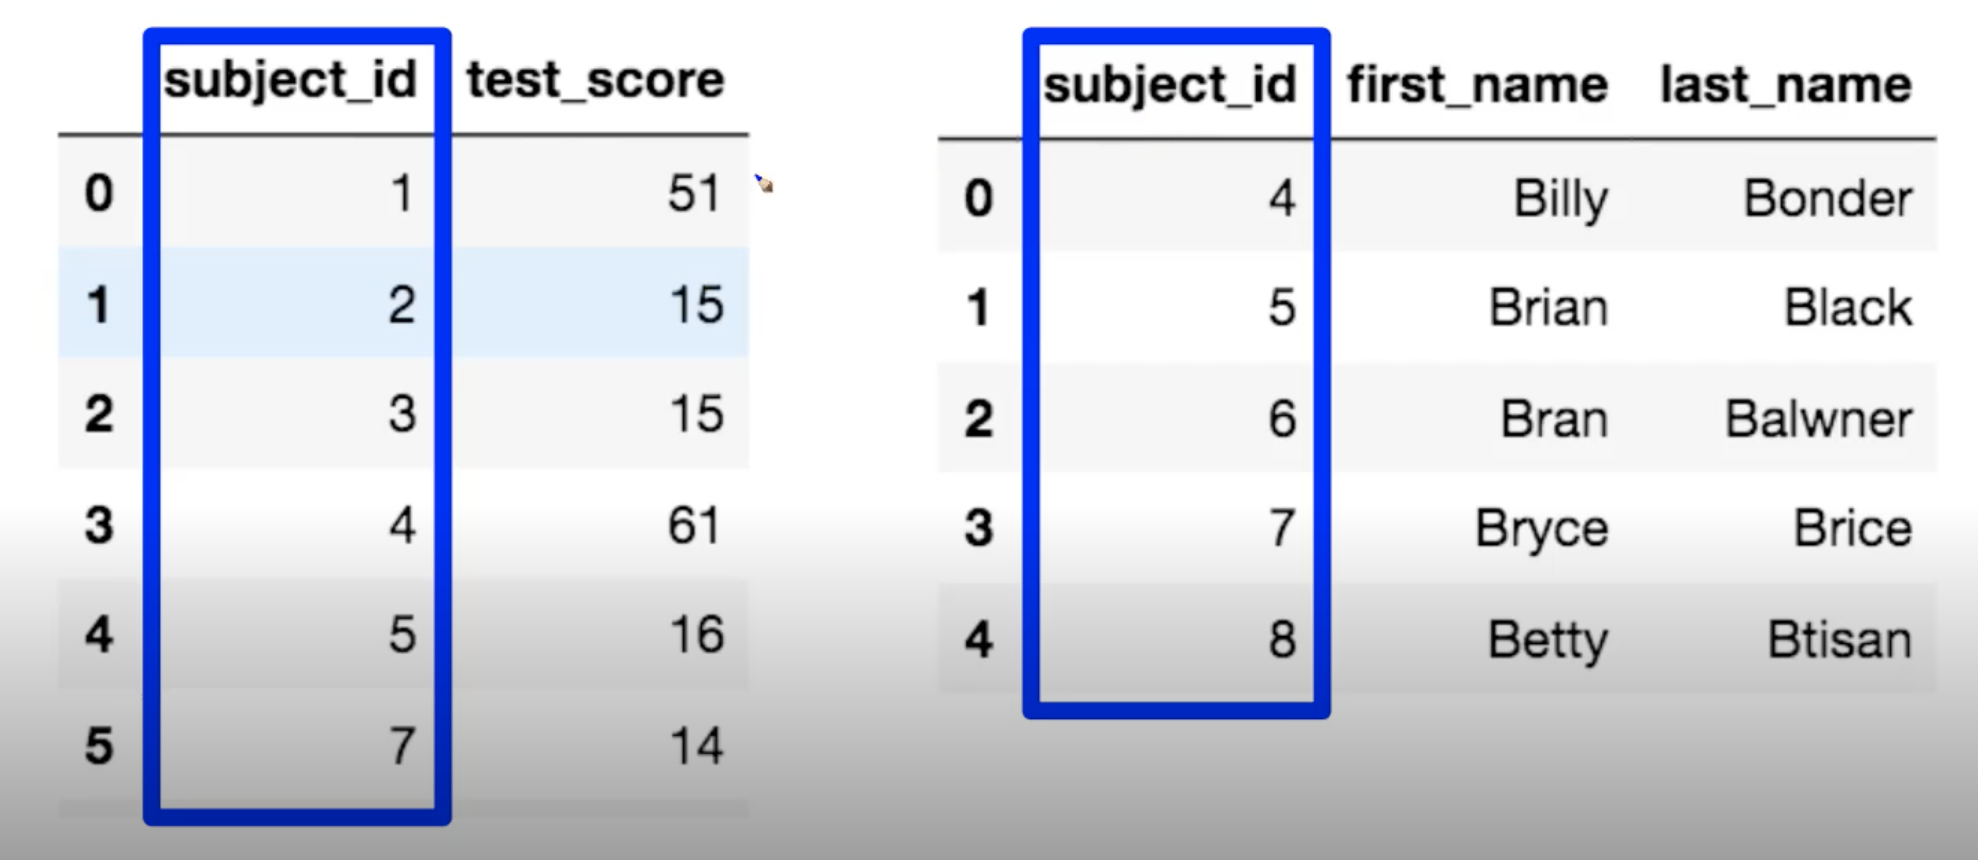 subject_id test_score
0 1 51
1 2 15
2 3 15
3 4 61
4 5 16
5 7 14
subject_id first_name last_name
0 4 Billy Bonder
1 5 Brian Black
2 6 Bran Balwner
3 7 Bryce Brice
4 8 Betty Btisan